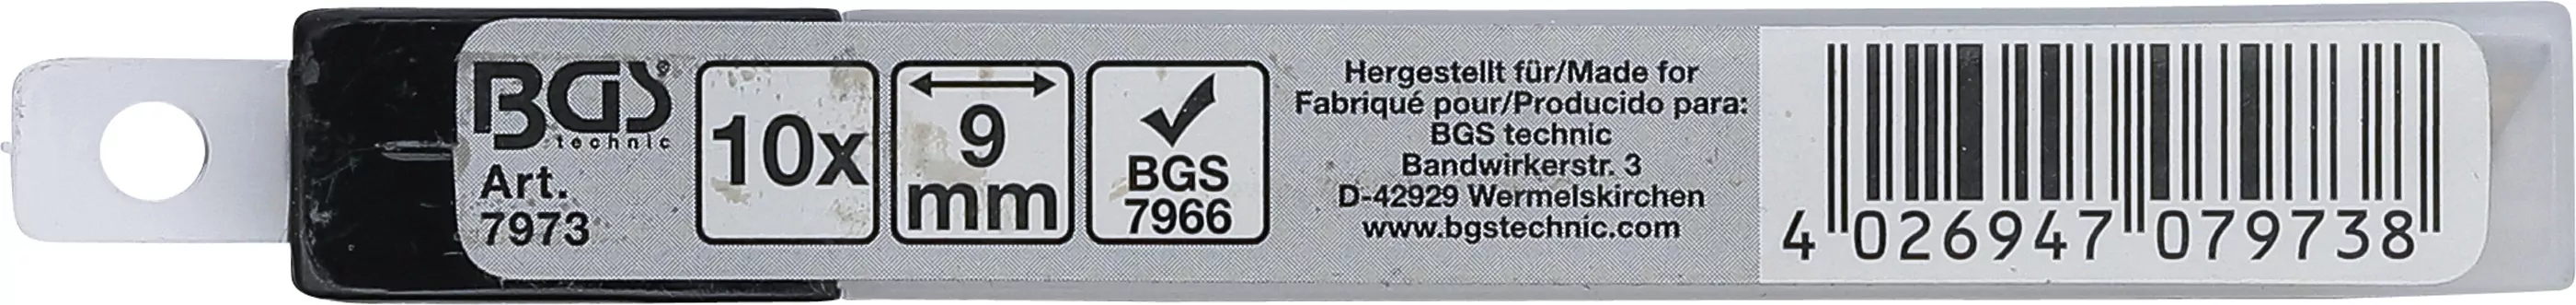 BGS®
technic
Art.
7973
10x
9
mm
BGS
7966
Hergestellt für/Made for
Fabriqué pour/Producido para:
BGS technic
Bandwirkerstr. 3
D-42929 Wermelskirchen
www.bgstechnic.com
4 026947 079738